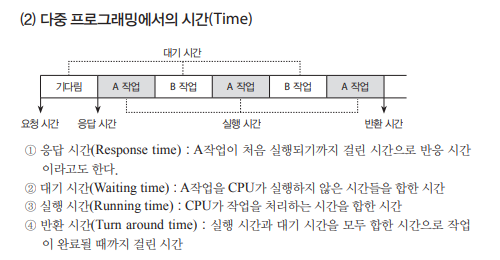 (2) 다중 프로그래밍에서의 시간(Time)
대기 시간
기다림 A 작업 B 작업 A 작업 B 작업 A 작업
요청 시간 응답 시간 실행 시간 반환 시간
① 응답 시간(Response time) : A작업이 처음 실행되기까지 걸린 시간으로 반응 시간
이라고도 한다.
② 대기 시간(Waiting time) : A작업을 CPU가 실행하지 않은 시간들을 합한 시간
③ 실행 시간(Running time) : CPU가 작업을 처리하는 시간을 합한 시간
④ 반환 시간(Turn around time) : 실행 시간과 대기 시간을 모두 합한 시간으로 작업
이 완료될 때까지 걸린 시간